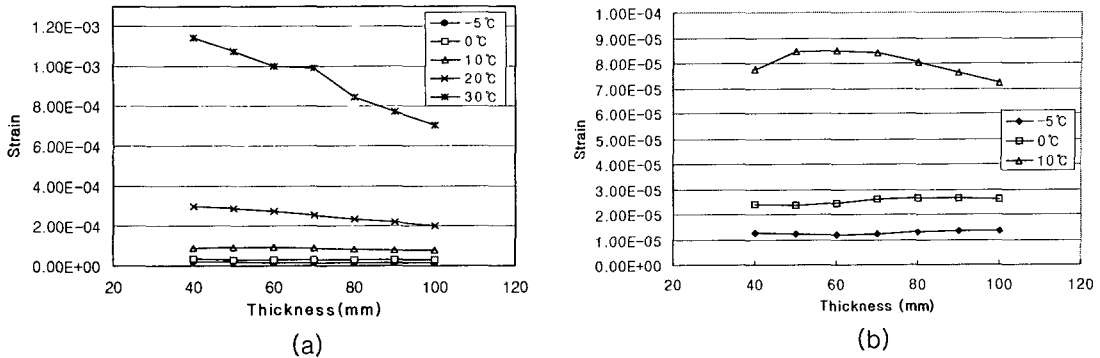 1.20E-03
1.00E-03
8.00E-04
6.00E-04
4.00E-04
2.00E-04
0.00E+00
Strain
20 40 60 80 100 120
Thickness(mm)
-5℃
0℃
10℃
20℃
30℃
(a)
1.00E-04
9.00E-05
8.00E-05
7.00E-05
6.00E-05
5.00E-05
4.00E-05
3.00E-05
2.00E-05
1.00E-05
0.00E+00
Strain
20 40 60 80 100 120
Thickness (mm)
-5℃
0℃
10℃
(b)